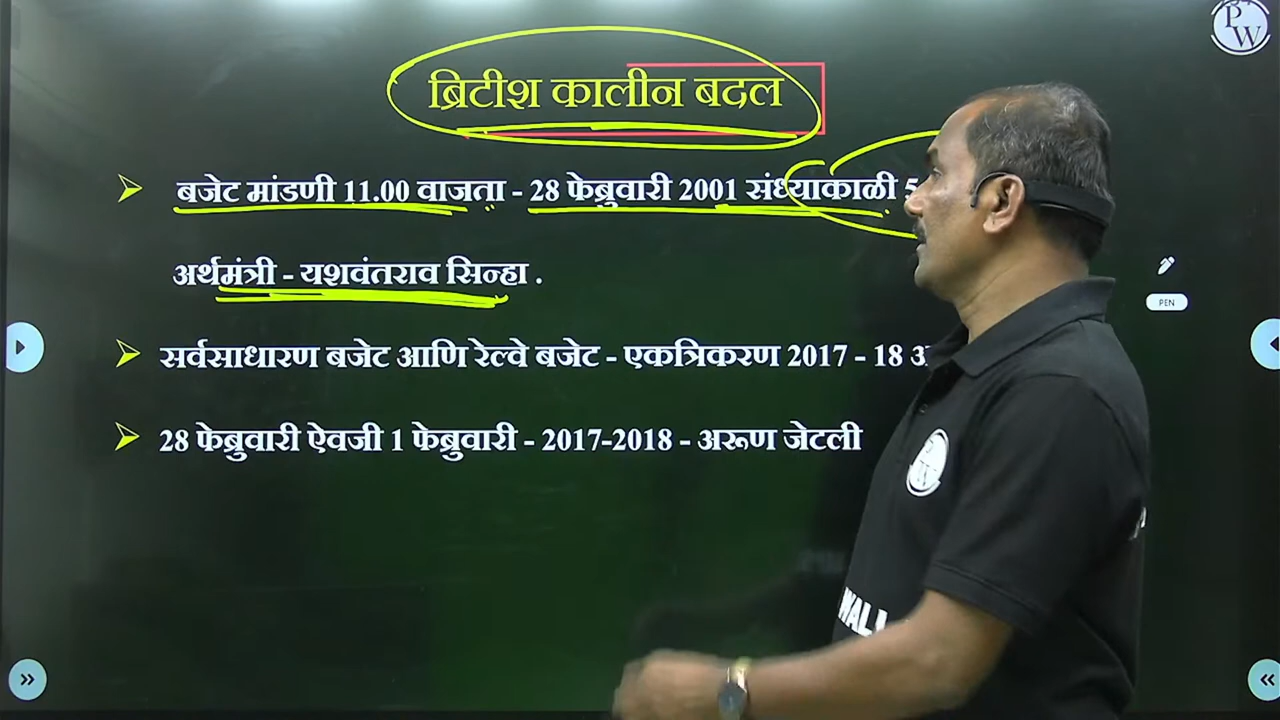 PW
ब्रिटीश कालीन बदल
बजेट मांडणी 11.00 वाजता - 28 फेब्रुवारी 2001 संध्याकाळी 5
अर्थमंत्री - यशवंतराव सिन्हा .
PEN
सर्वसाधारण बजेट आणि रेल्वे बजेट - एकत्रिकरण 2017 - 18
28 फेब्रुवारी ऐवजी 1 फेब्रुवारी - 2017-2018 - अरूण जेटली